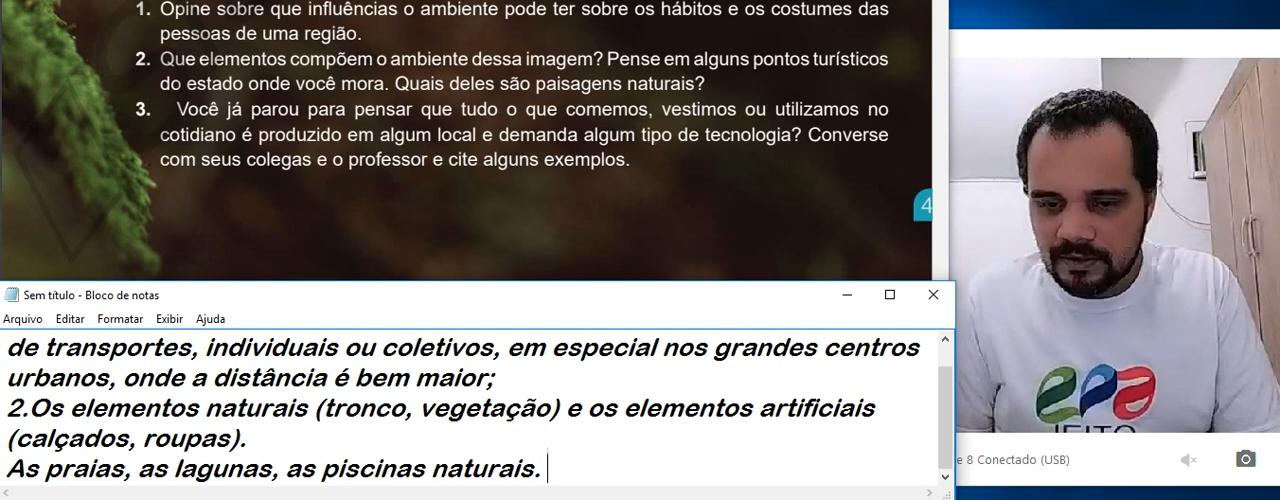 1. Opine sobre que influências o ambiente pode ter sobre os hábitos e os costumes das
pessoas de uma região.
2. Que elementos compõem o ambiente dessa imagem? Pense em alguns pontos turísticos
do estado onde você mora. Quais deles são paisagens naturais?
3. Você já parou para pensar que tudo o que comemos, vestimos ou utilizamos no
cotidiano é produzido em algum local e demanda algum tipo de tecnologia? Converse
com seus colegas e o professor e cite alguns exemplos.
4
Sem título - Bloco de notas
Arquivo Editar Formatar Exibir Ajuda
de transportes, individuais ou coletivos, em especial nos grandes centros
urbanos, onde a distância é bem maior;
2.Os elementos naturais (tronco, vegetação) e os elementos artificiais
(calçados, roupas).
As praias, as lagunas, as piscinas naturais.
epa
JEITO
e 8 Conectado (USB)